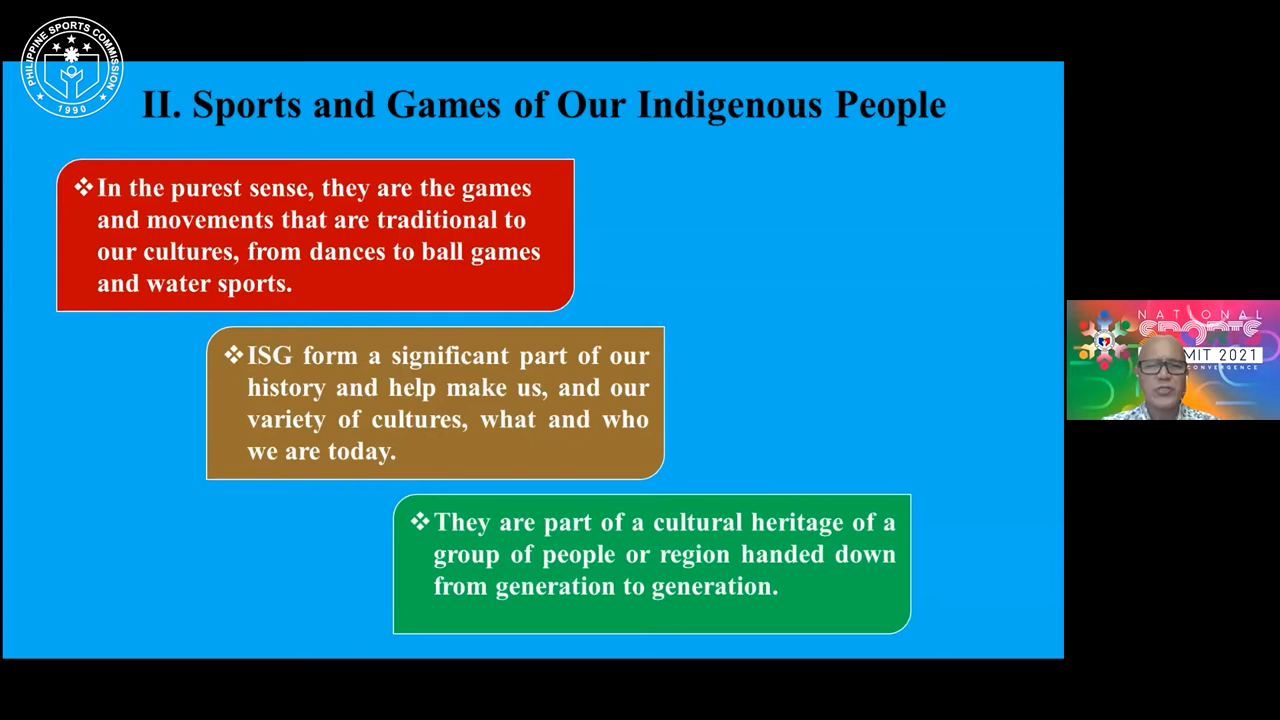 PHILIPPINE SPORTS COMMISSION
1990
II. Sports and Games of Our Indigenous People
❖In the purest sense, they are the games
and movements that are traditional to
our cultures, from dances to ball games
and water sports.
❖ISG form a significant part of our
history and help make us, and our
variety of cultures, what and who
we are today.
❖They are part of a cultural heritage of a
group of people or region handed down
from generation to generation.
NATIONAL
SPORTS
MIT 2021
CONVERGENCE